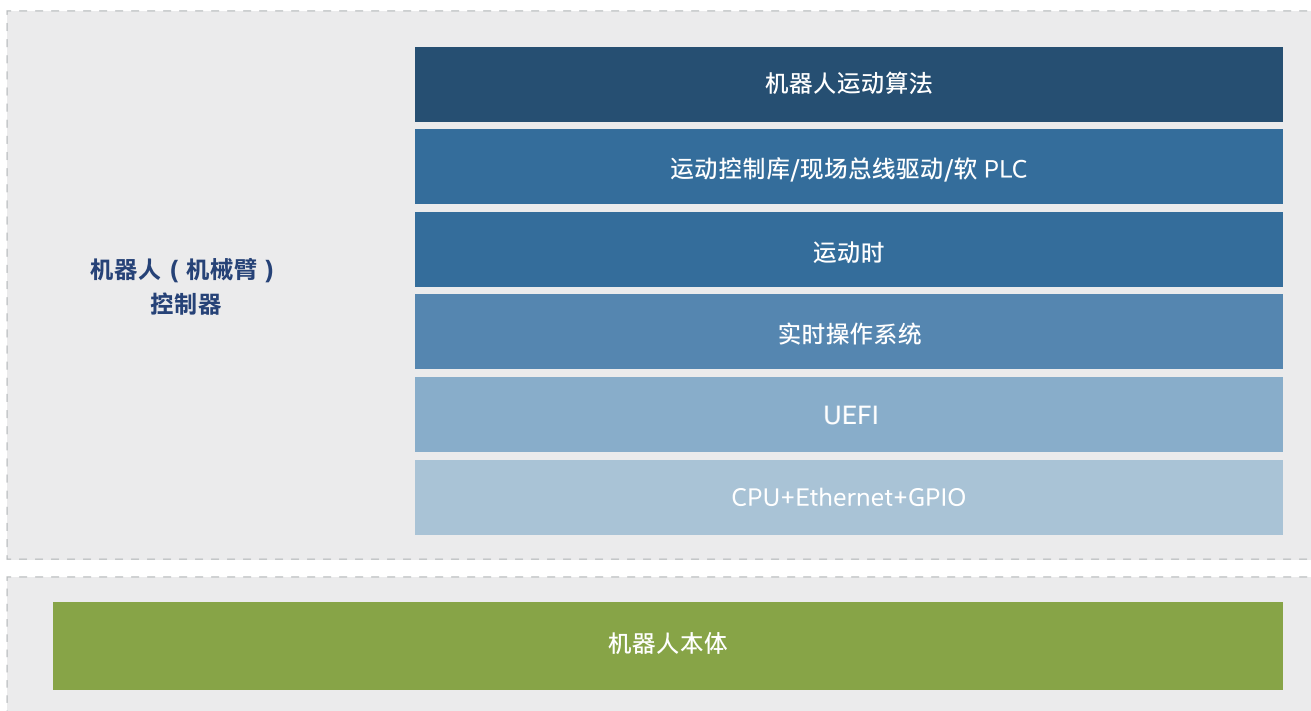 机器人运动算法
运动控制库/现场总线驱动/软 PLC
运动时
机器人（机械臂）
控制器
实时操作系统
UEFI
CPU+Ethernet+GPIO
机器人本体